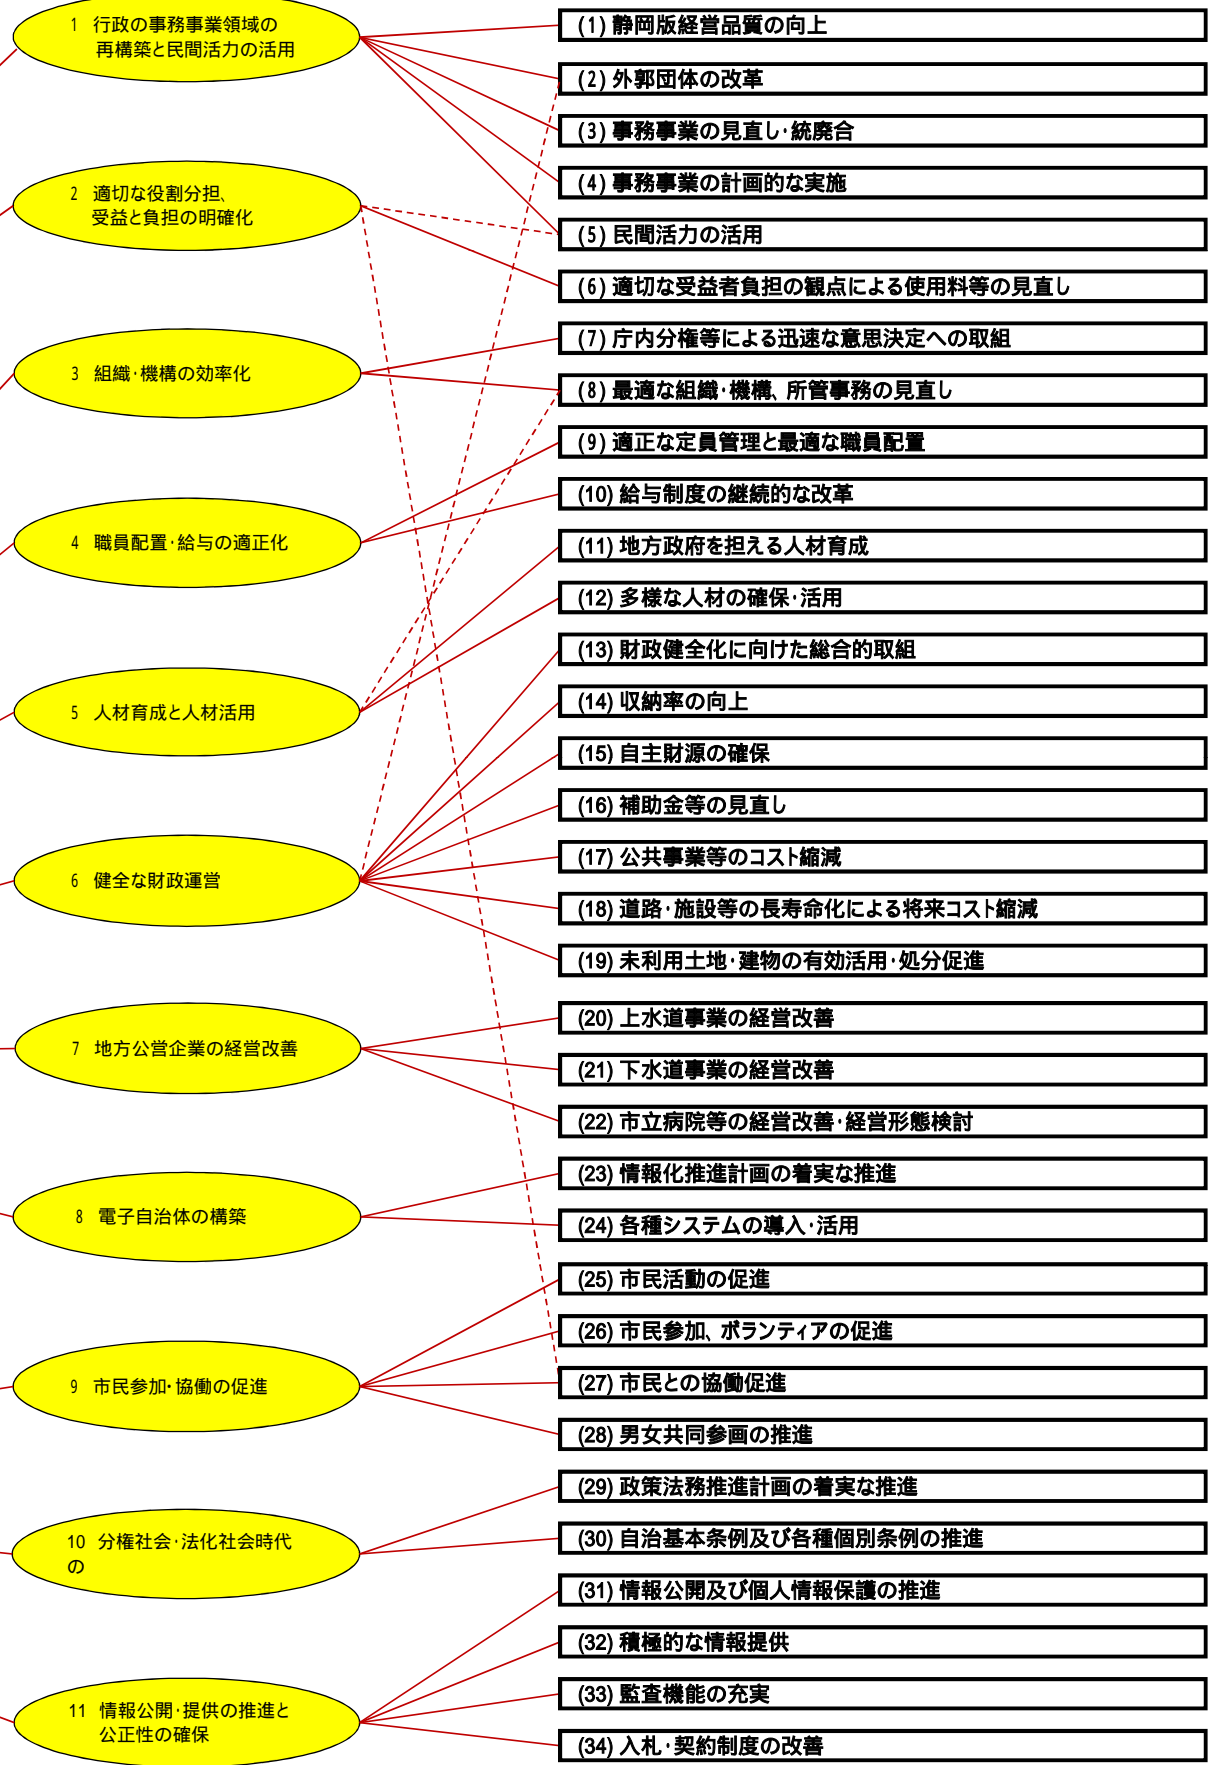 1 行政の事務事業領域の
再構築と民間活力の活用
2 適切な役割分担、
受益と負担の明確化
3 組織・機構の効率化
4 職員配置・給与の適正化
5 人材育成と人材活用
6 健全な財政運営
7 地方公営企業の経営改善
8 電子自治体の構築
9 市民参加・協働の促進
10 分権社会・法化社会時代
の
11 情報公開・提供の推進と
公正性の確保
(1) 静岡版経営品質の向上
(2) 外郭団体の改革
(3) 事務事業の見直し・統廃合
(4) 事務事業の計画的な実施
(5) 民間活力の活用
(6) 適切な受益者負担の観点による使用料等の見直し
(7) 庁内分権等による迅速な意思決定への取組
(8) 最適な組織・機構、所管事務の見直し
(9) 適正な定員管理と最適な職員配置
(10) 給与制度の継続的な改革
(11) 地方政府を担える人材育成
(12) 多様な人材の確保・活用
(13) 財政健全化に向けた総合的取組
(14) 収納率の向上
(15) 自主財源の確保
(16) 補助金等の見直し
(17) 公共事業等のコスト縮減
(18) 道路・施設等の長寿命化による将来コスト縮減
(19) 未利用土地・建物の有効活用・処分促進
(20) 上水道事業の経営改善
(21) 下水道事業の経営改善
(22) 市立病院等の経営改善・経営形態検討
(23) 情報化推進計画の着実な推進
(24) 各種システムの導入・活用
(25) 市民活動の促進
(26) 市民参加、ボランティアの促進
(27) 市民との協働促進
(28) 男女共同参画の推進
(29) 政策法務推進計画の着実な推進
(30) 自治基本条例及び各種個別条例の推進
(31) 情報公開及び個人情報保護の推進
(32) 積極的な情報提供
(33) 監査機能の充実
(34) 入札・契約制度の改善